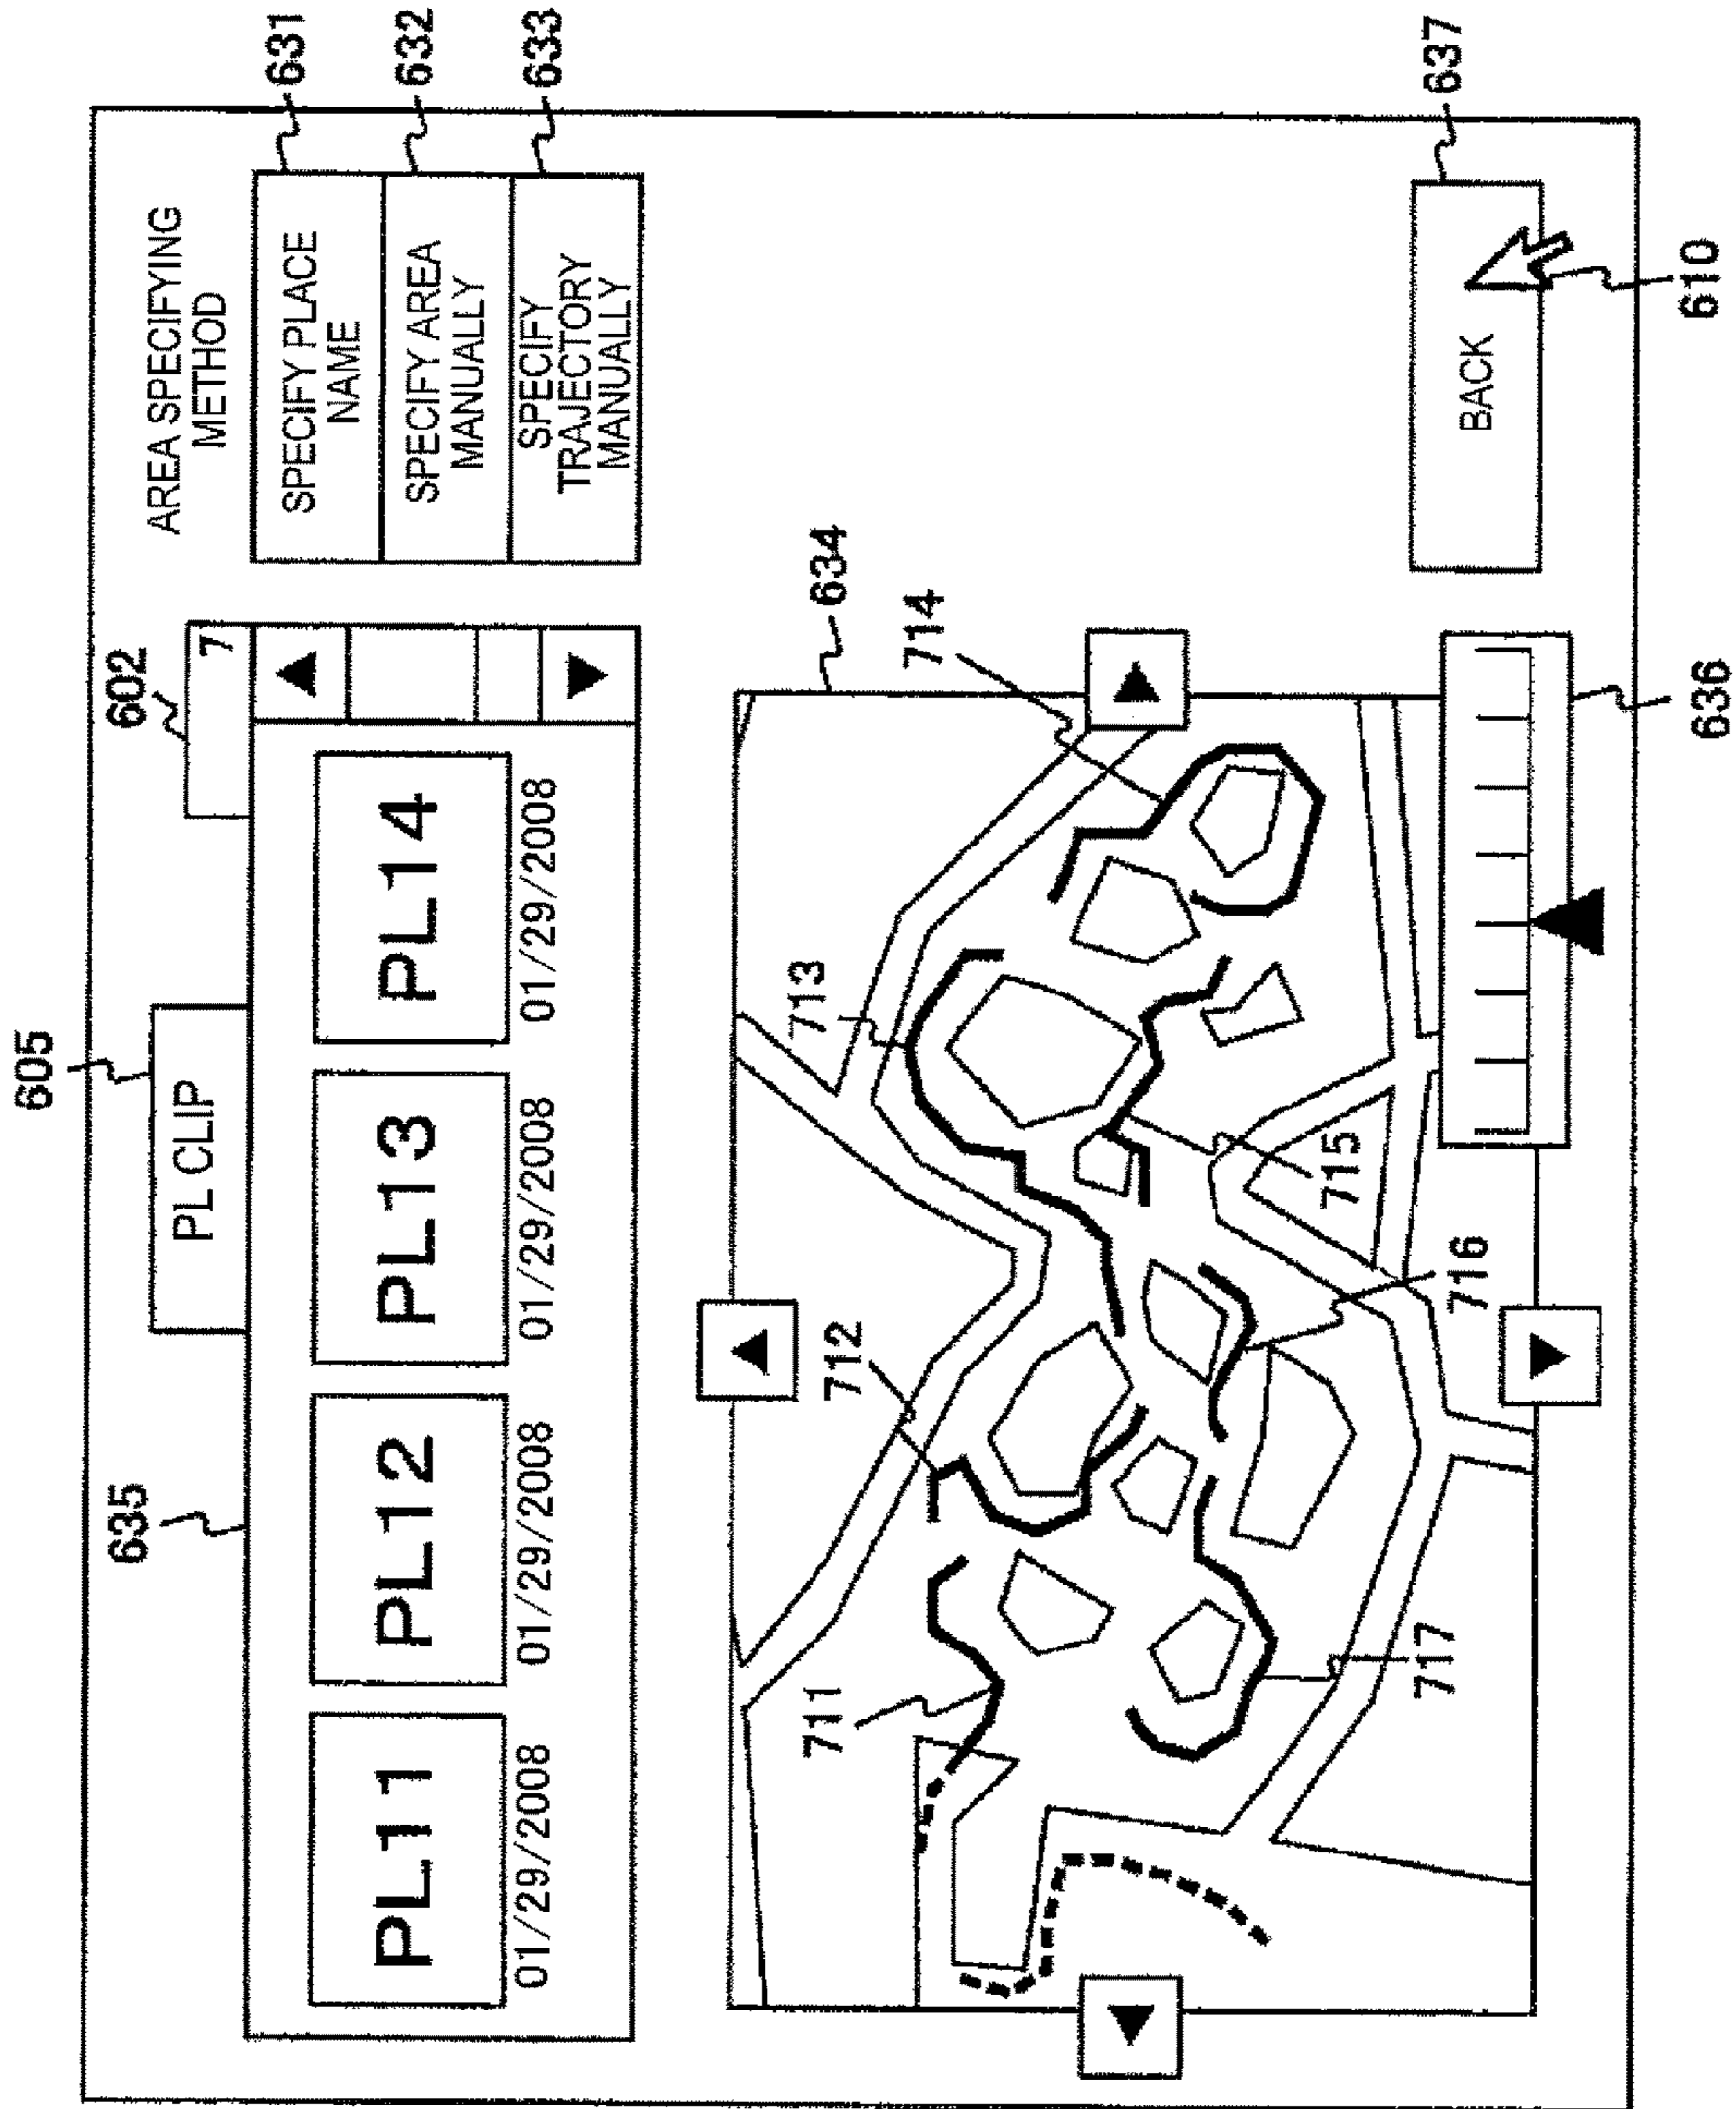 605
602
635
PL CLIP
7
PL11
PL12
PL13
PL14
01/29/2008
01/29/2008
01/29/2008
01/29/2008
AREA SPECIFYING
METHOD
SPECIFY PLACE
NAME
631
SPECIFY AREA
MANUALLY
632
SPECIFY
TRAJECTORY
MANUALLY
633
634
711
712
713
714
715
716
717
636
BACK
637
610